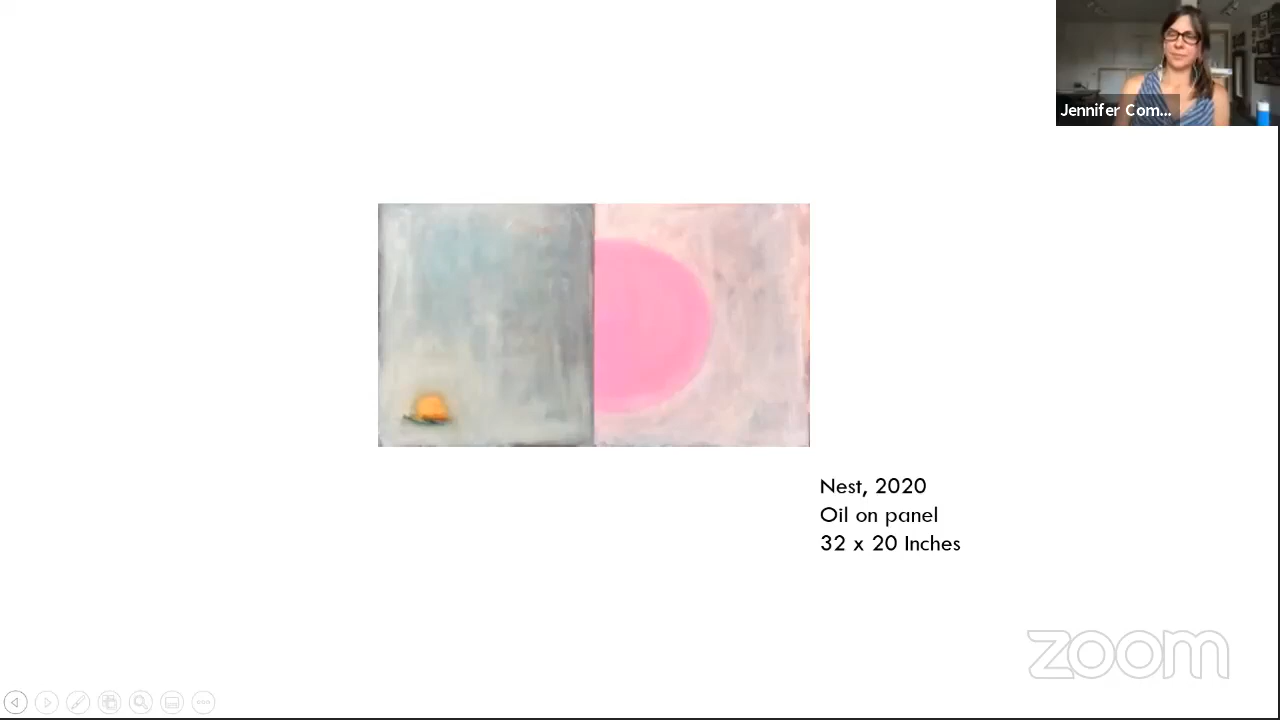 Jennifer Com...
Nest, 2020
Oil on panel
32 x 20 Inches
zoom